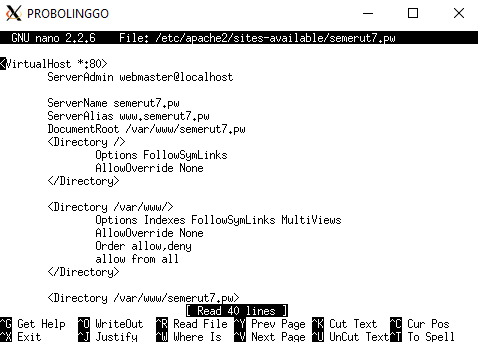 PROBOLINGGO
GNU nano 2.2.6 File: /etc/apache2/sites-available/semerut7.pw
<VirtualHost *:80>
ServerAdmin webmaster@localhost
ServerName semerut7.pw
ServerAlias www.semerut7.pw
DocumentRoot /var/www/semerut7.pw
<Directory />
Options FollowSymLinks
AllowOverride None
</Directory>
<Directory /var/www/>
Options Indexes FollowSymLinks MultiViews
AllowOverride None
Order allow,deny
allow from all
</Directory>
<Directory /var/www/semerut7.pw>
[ Read 40 lines ]
^G Get Help ^O WriteOut ^R Read File ^Y Prev Page ^K Cut Text ^C Cur Pos
^X Exit ^J Justify ^W Where Is ^V Next Page ^U UnCut Text ^T To Spell